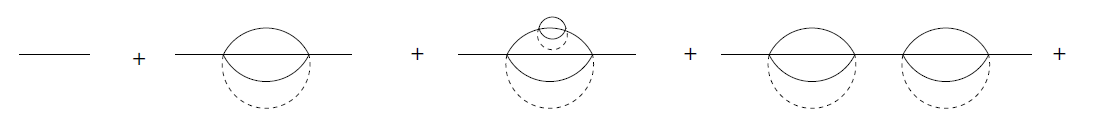 + + + +